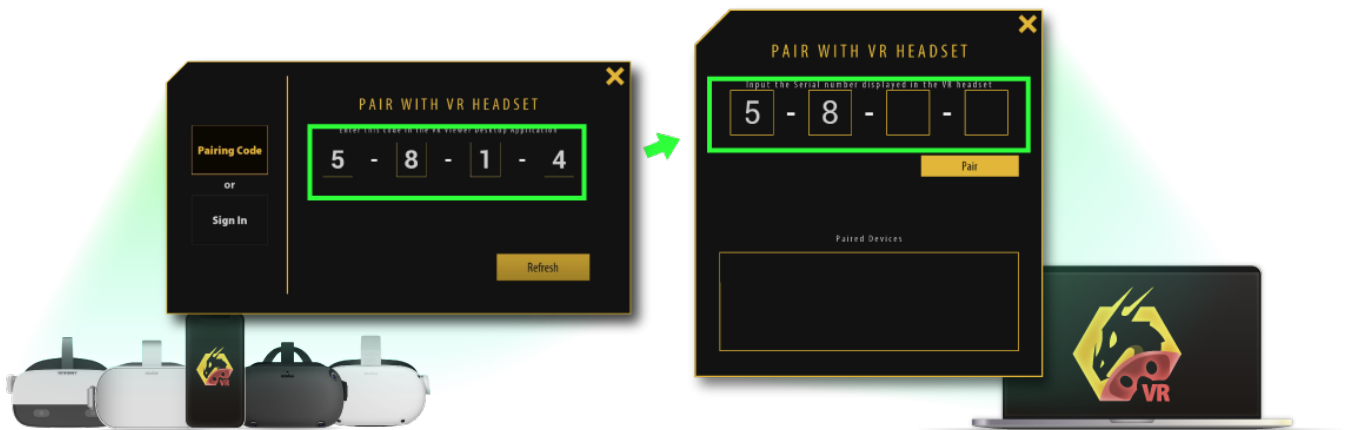 PAIR WITH VR HEADSET
Enter this code in the VR Viewer Desktop Application
5 - 8 - 1 - 4
Pairing Code
or
Sign In
Refresh
PAIR WITH VR HEADSET
Input the Serial number displayed in the VR headset
5 - 8 - -
Pair
Paired Devices
VR
VR